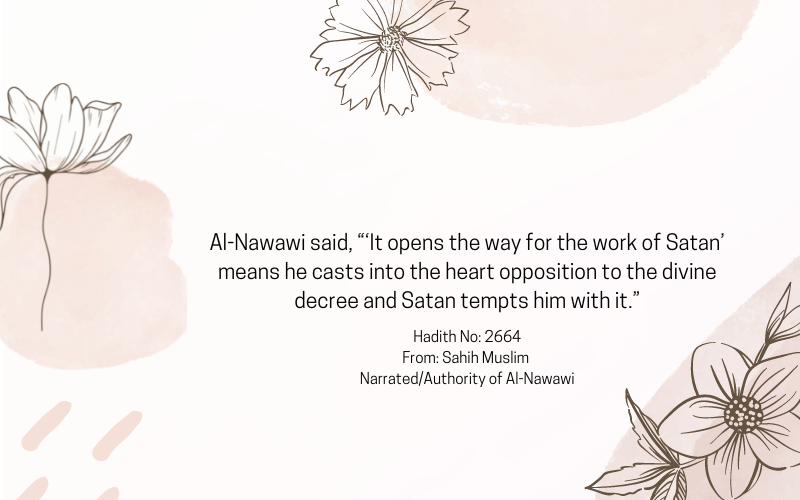 Al-Nawawi said, “‘It opens the way for the work of Satan’
means he casts into the heart opposition to the divine
decree and Satan tempts him with it.”
Hadith No: 2664
From: Sahih Muslim
Narrated/Authority of Al-Nawawi